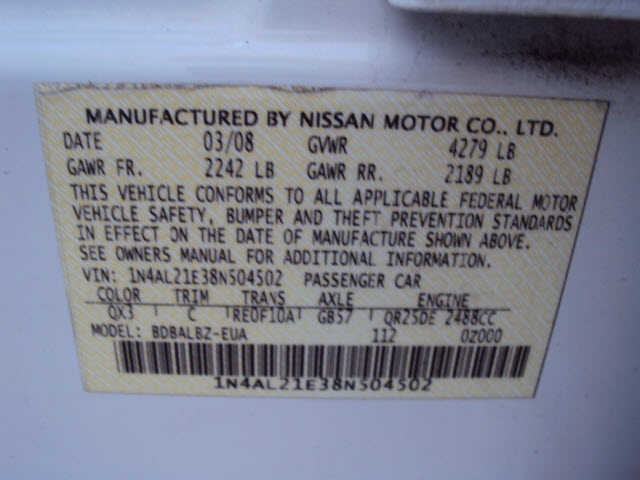 MANUFACTURED BY NISSAN MOTOR CO., LTD.
DATE 03/08 GVWR 4279 LB
GAWR FR. 2242 LB GAWR RR. 2189 LB
THIS VEHICLE CONFORMS TO ALL APPLICABLE FEDERAL MOTOR
VEHICLE SAFETY, BUMPER AND THEFT PREVENTION STANDARDS
IN EFFECT ON THE DATE OF MANUFACTURE SHOWN ABOVE.
SEE OWNERS MANUAL FOR ADDITIONAL INFORMATION.
VIN: 1N4AL21E38N504502 PASSENGER CAR
COLOR TRIM TRANS AXLE ENGINE
QX3 C RE0F10A GB57 QR25DE 2488CC
MODEL: BDBALBZ-EUA 112 0Z000
1N4AL21E38N504502